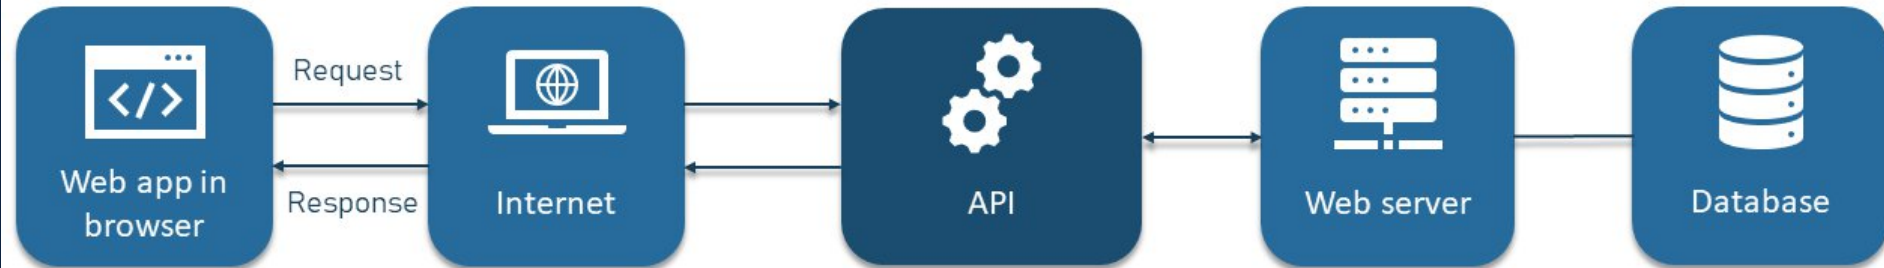 Request
Response
</>
Web app in
browser
Internet
API
Web server
Database